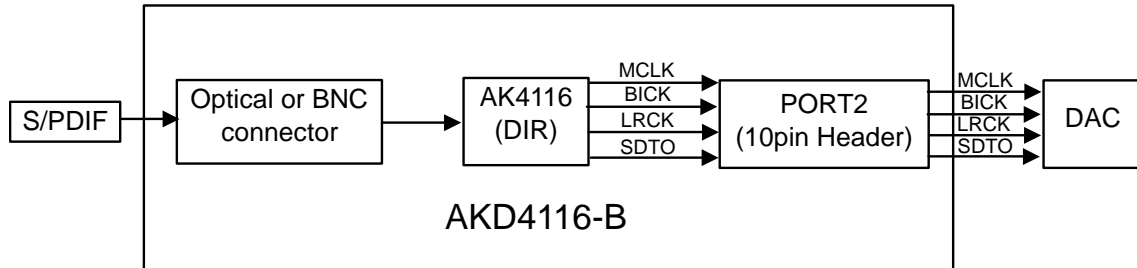 S/PDIF
Optical or BNC
connector
AK4116
(DIR)
MCLK
BICK
LRCK
SDTO
PORT2
(10pin Header)
MCLK
BICK
LRCK
SDTO
DAC
AKD4116-B